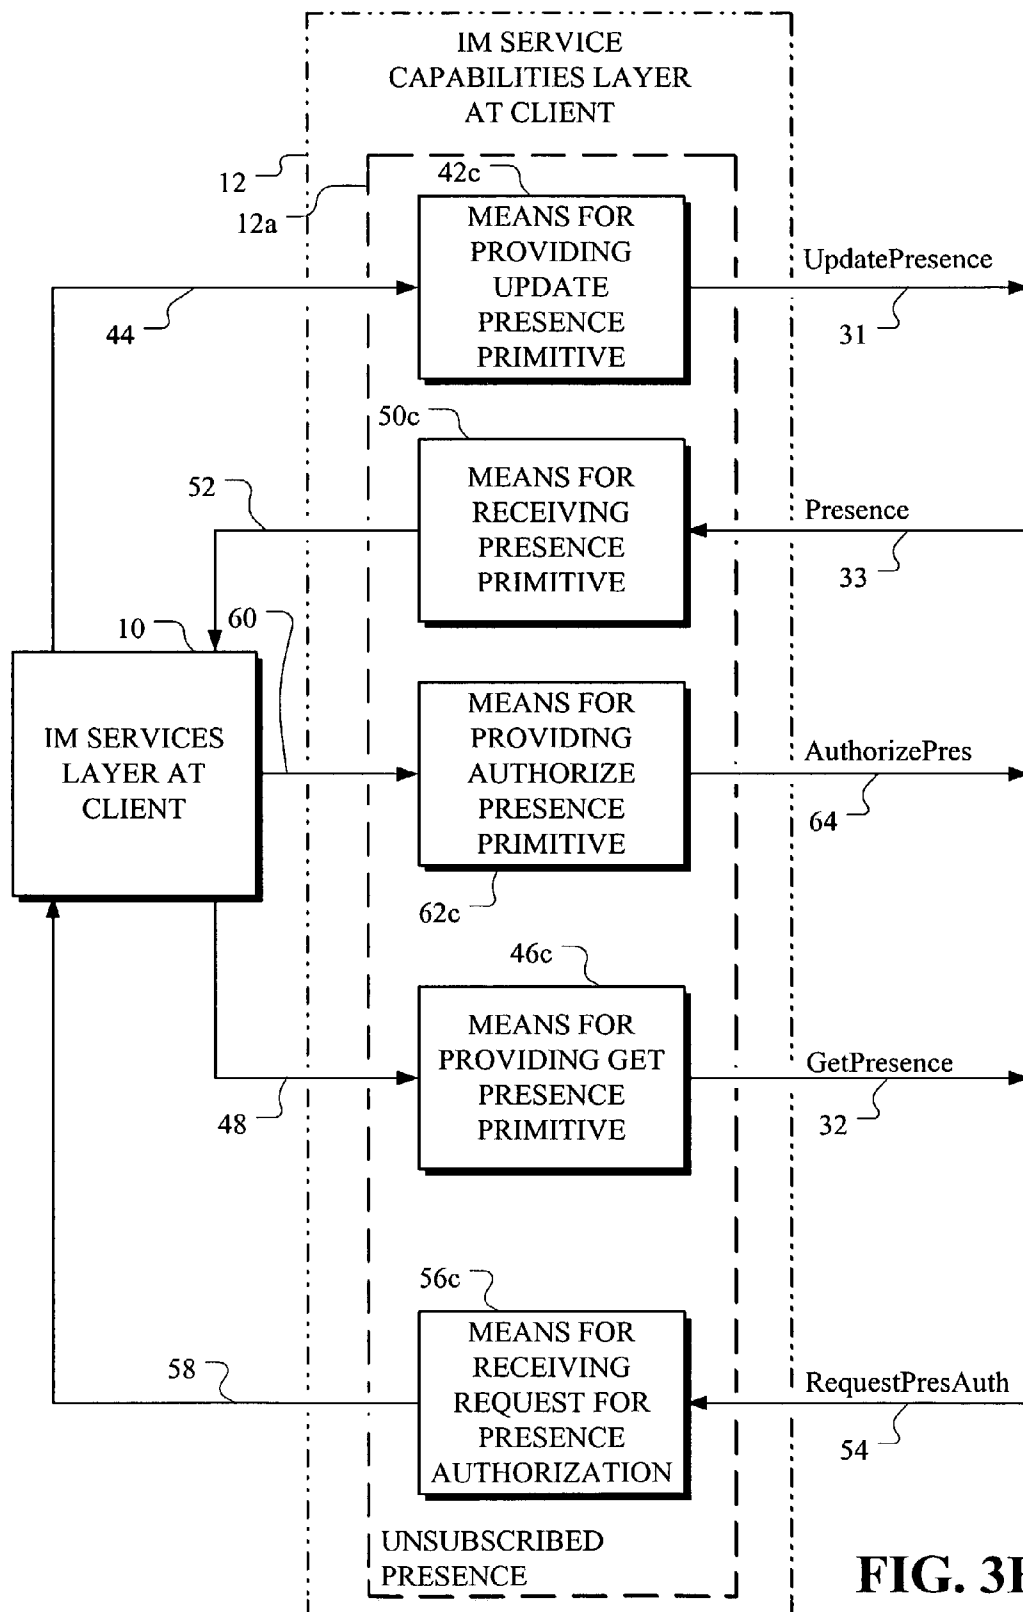 IM SERVICE
CAPABILITIES LAYER
AT CLIENT
12
12a
42c
MEANS FOR
PROVIDING
UPDATE
PRESENCE
PRIMITIVE
UpdatePresence
44
31
50c
MEANS FOR
RECEIVING
PRESENCE
PRIMITIVE
52
Presence
33
10
60
IM SERVICES
LAYER AT
CLIENT
MEANS FOR
PROVIDING
AUTHORIZE
PRESENCE
PRIMITIVE
AuthorizePres
64
62c
46c
MEANS FOR
PROVIDING GET
PRESENCE
PRIMITIVE
GetPresence
48
32
56c
MEANS FOR
RECEIVING
REQUEST FOR
PRESENCE
AUTHORIZATION
58
RequestPresAuth
54
UNSUBSCRIBED
PRESENCE
FIG. 3